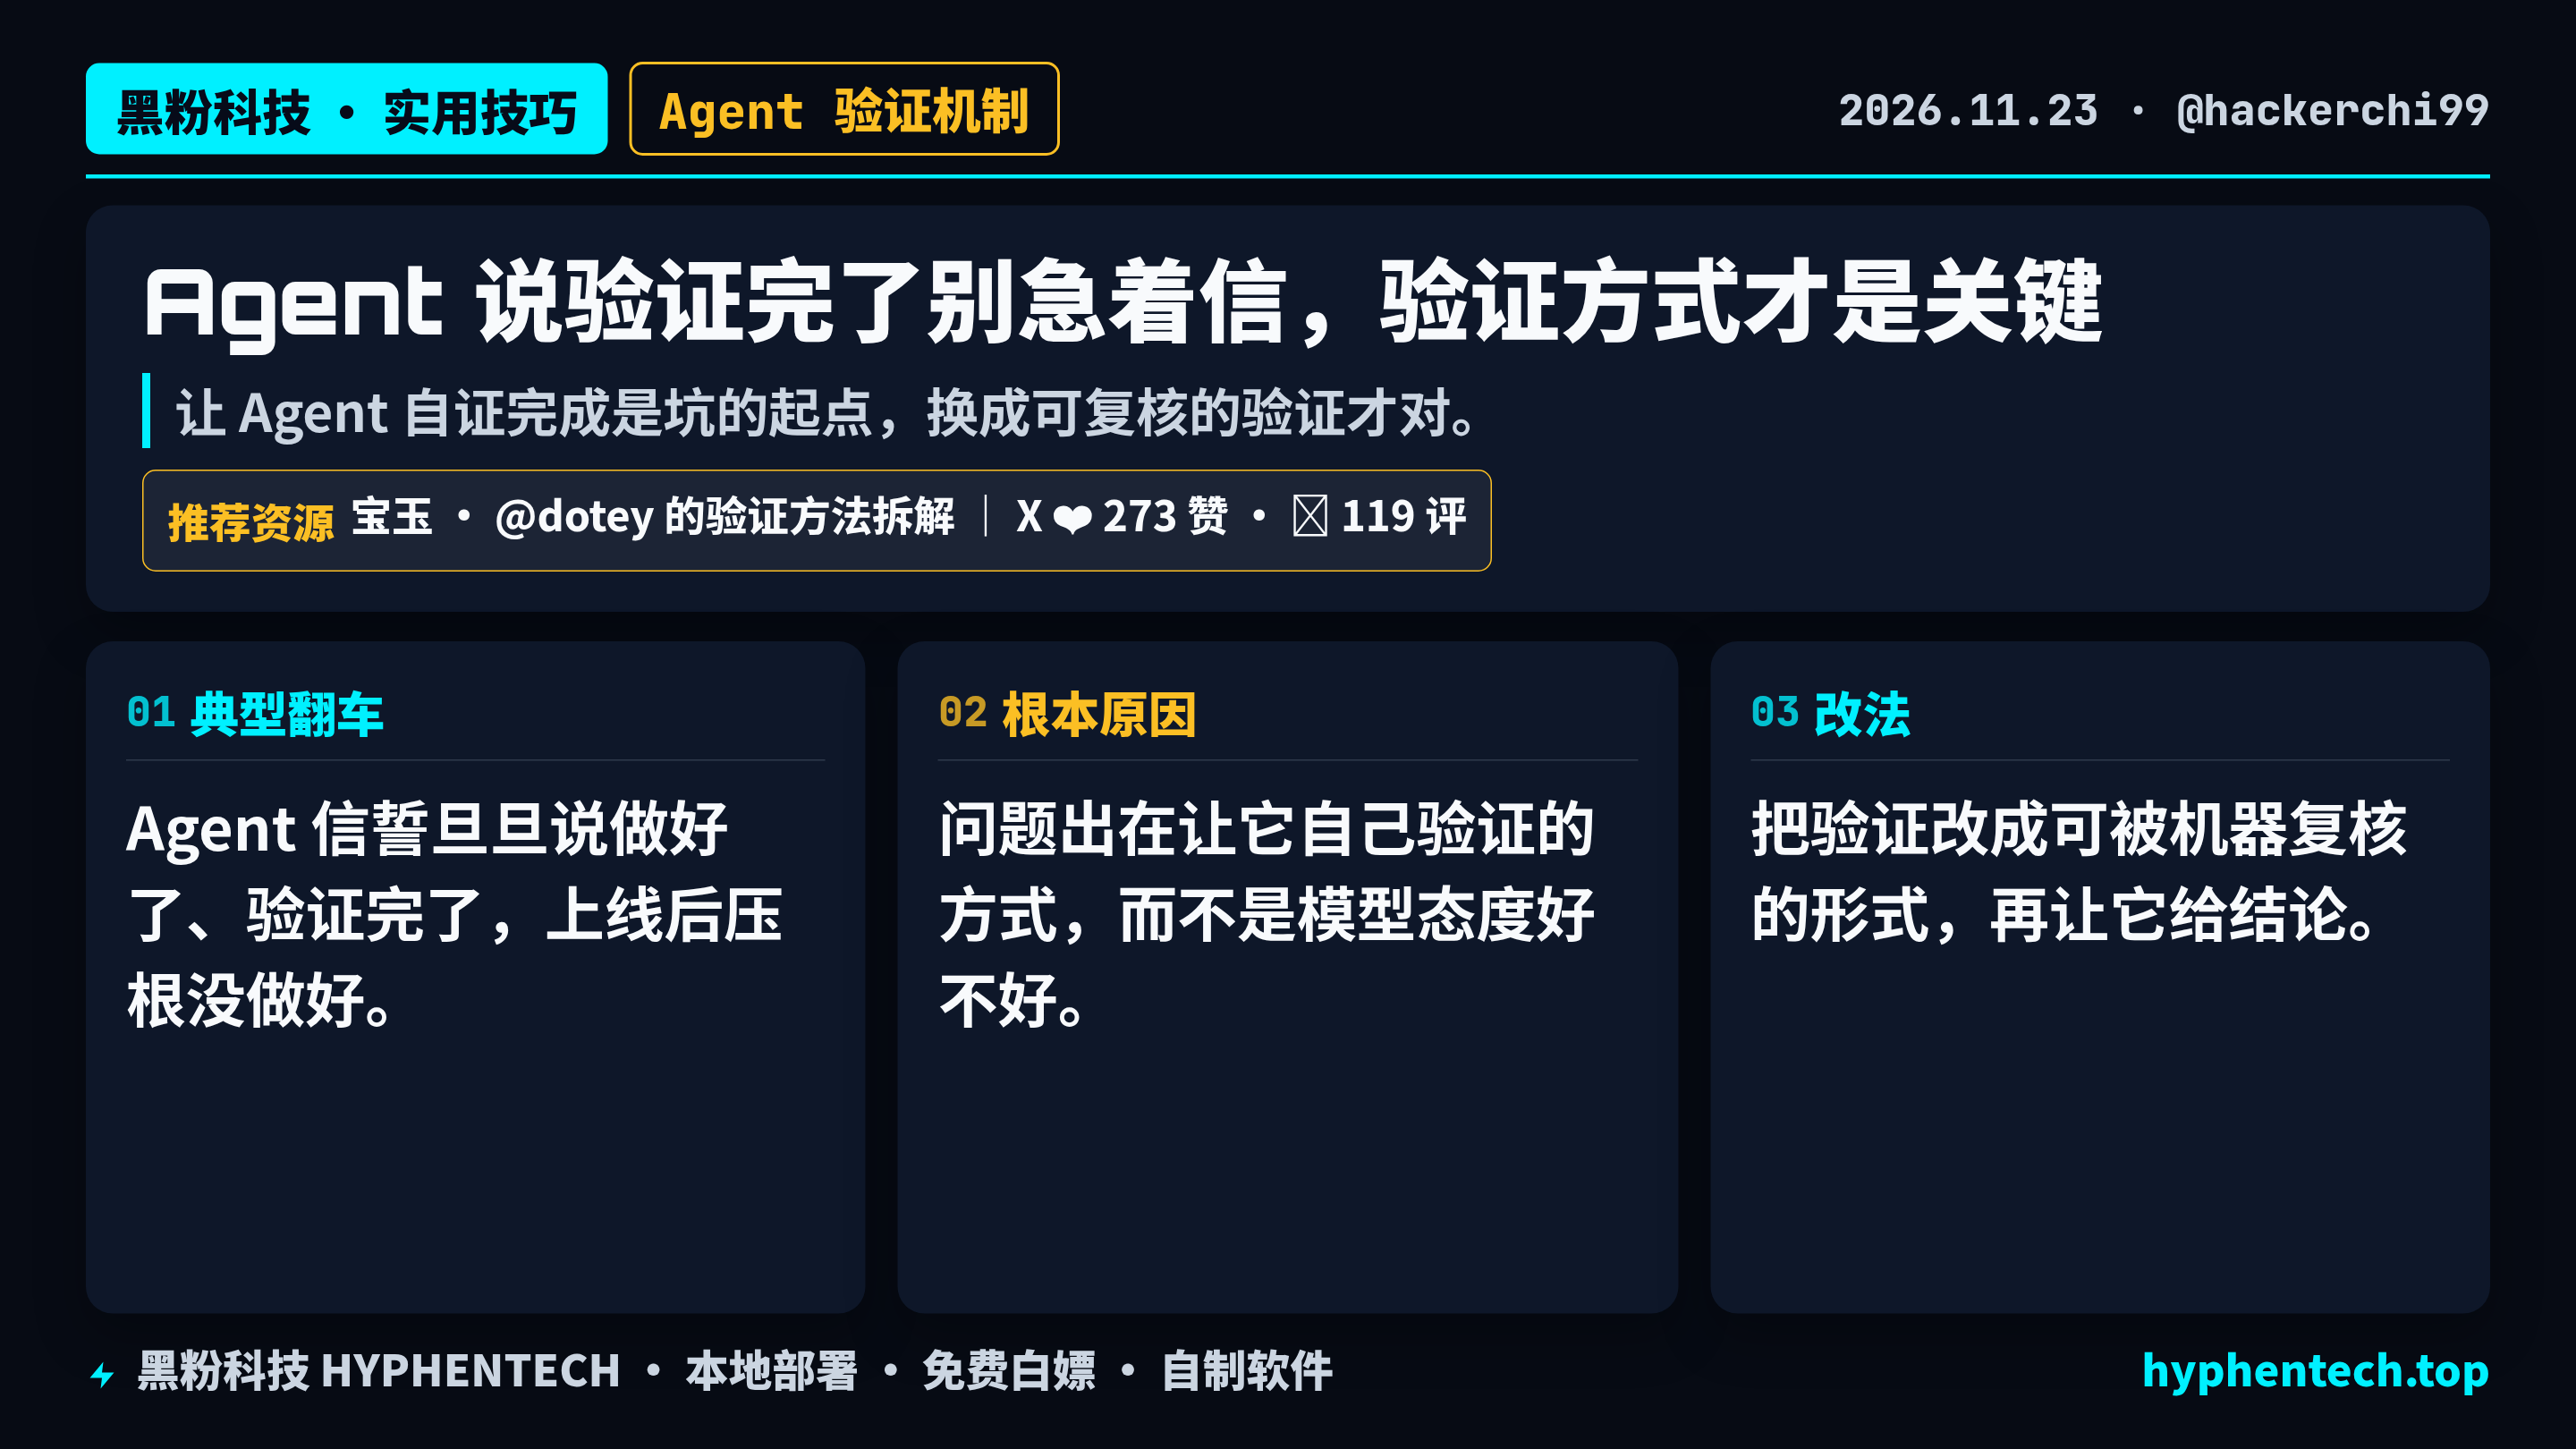 黑粉科技 · 实用技巧
Agent 验证机制
2026.11.23 · @hackerchi99
Agent 说验证完了别急着信，验证方式才是关键
让 Agent 自证完成是坑的起点，换成可复核的验证才对。
推荐资源 宝玉 · @dotey 的验证方法拆解 ｜ X ❤ 273 赞 · 119 评
01 典型翻车
Agent 信誓旦旦说做好
了、验证完了，上线后压
根没做好。
02 根本原因
问题出在让它自己验证的
方式，而不是模型态度好
不好。
03 改法
把验证改成可被机器复核
的形式，再让它给结论。
黑粉科技 HYPHENTECH · 本地部署 · 免费白嫖 · 自制软件
hyphentech.top